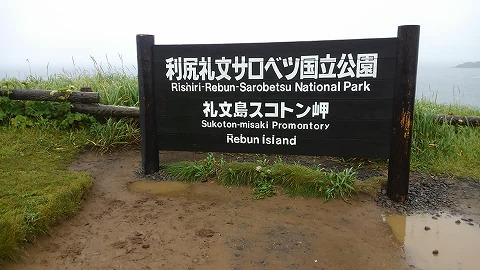 利尻礼文サロベツ国立公園
Rishiri-Rebun-Sarobetsu National Park
礼文島スコトン岬
Sukoton-misaki Promontory
Rebun Island